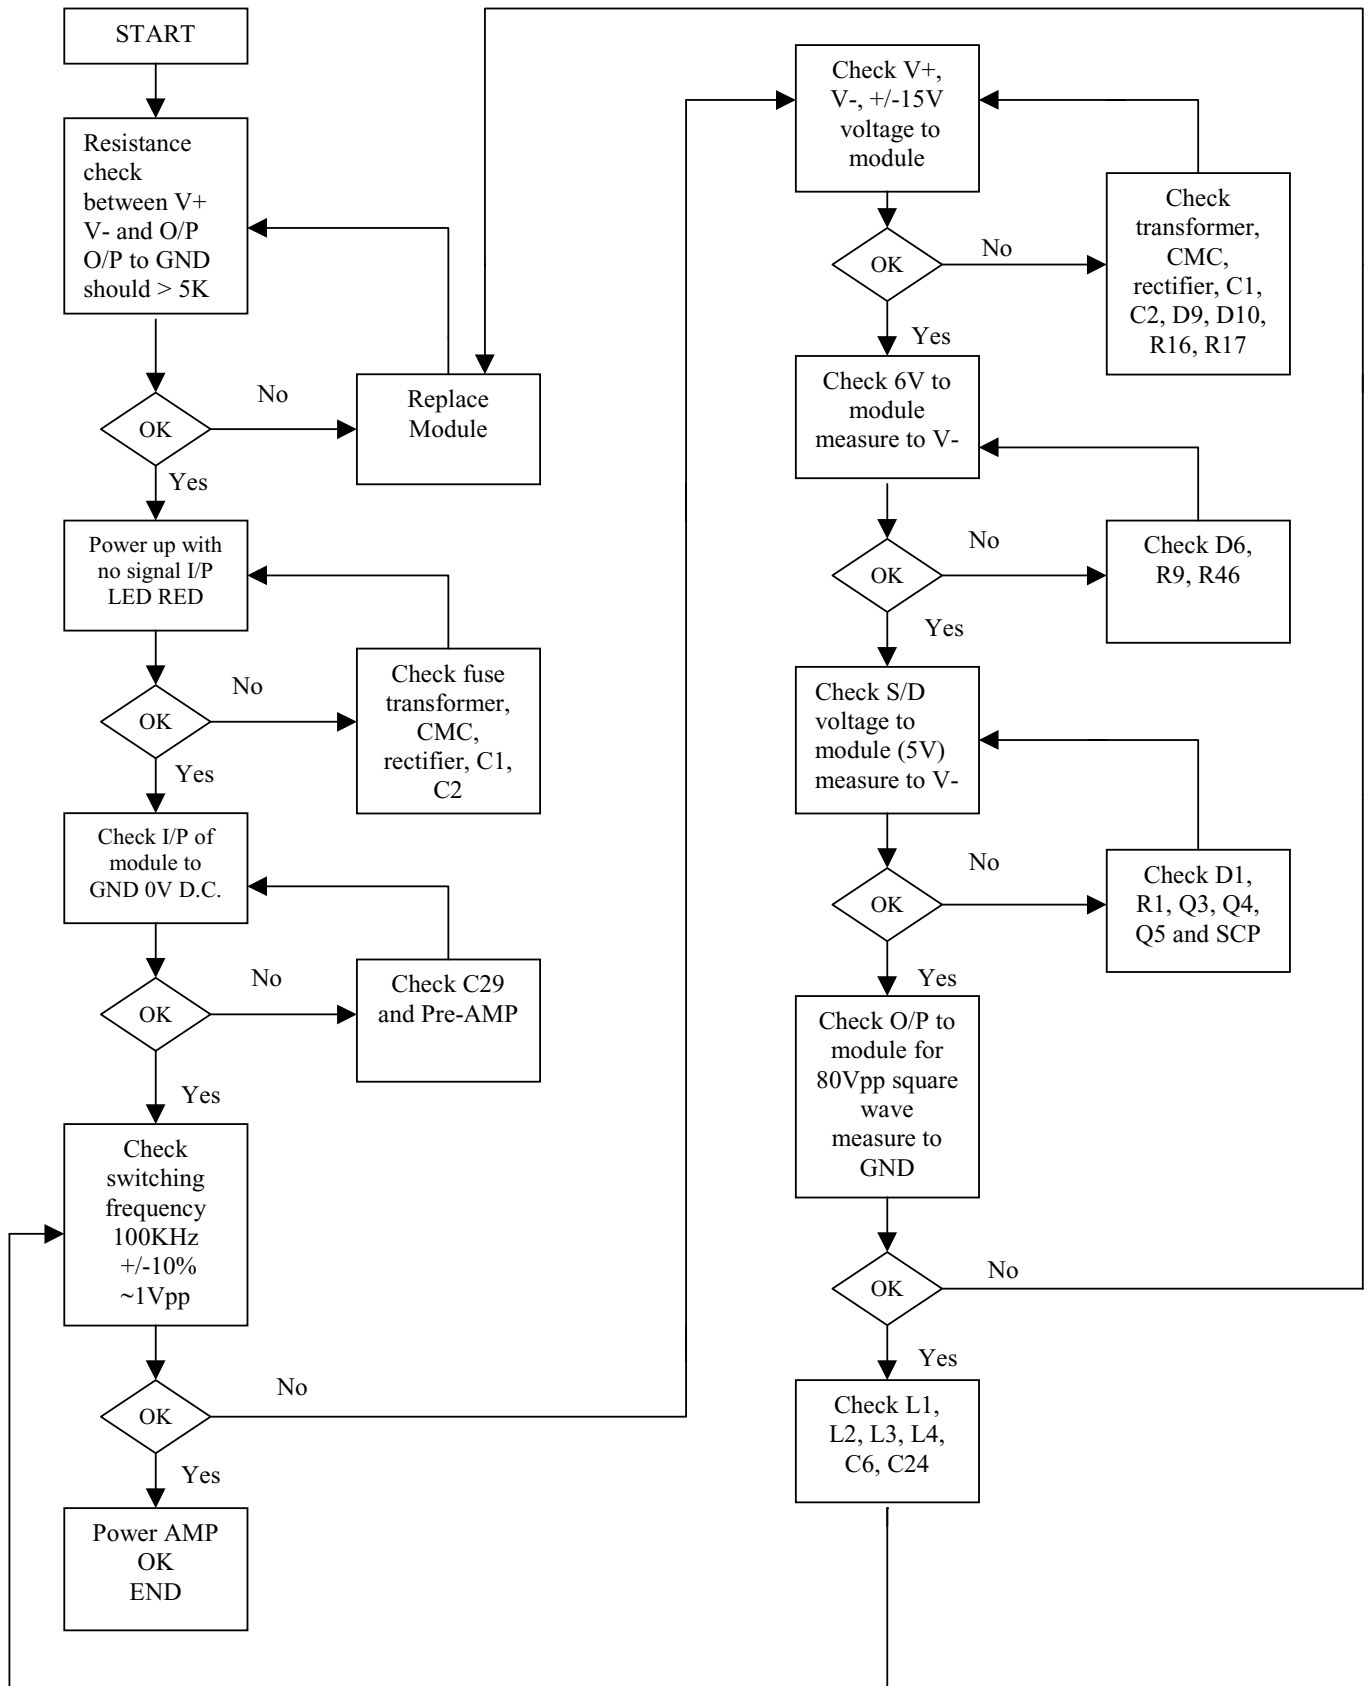 START
Resistance
check
between V+
V- and O/P
O/P to GND
should > 5K
OK
No
Replace
Module
Yes
Power up with
no signal I/P
LED RED
OK
No
Check fuse
transformer,
CMC,
rectifier, C1,
C2
Yes
Check I/P of
module to
GND 0V D.C.
OK
No
Check C29
and Pre-AMP
Yes
Check
switching
frequency
100KHz
+/-10%
~1Vpp
OK
No
Yes
Power AMP
OK
END
Check V+,
V-, +/-15V
voltage to
module
OK
No
Check
transformer,
CMC,
rectifier, C1,
C2, D9, D10,
R16, R17
Yes
Check 6V to
module
measure to V-
OK
No
Check D6,
R9, R46
Yes
Check S/D
voltage to
module (5V)
measure to V-
OK
No
Check D1,
R1, Q3, Q4,
Q5 and SCP
Yes
Check O/P to
module for
80Vpp square
wave
measure to
GND
OK
No
Yes
Check L1,
L2, L3, L4,
C6, C24